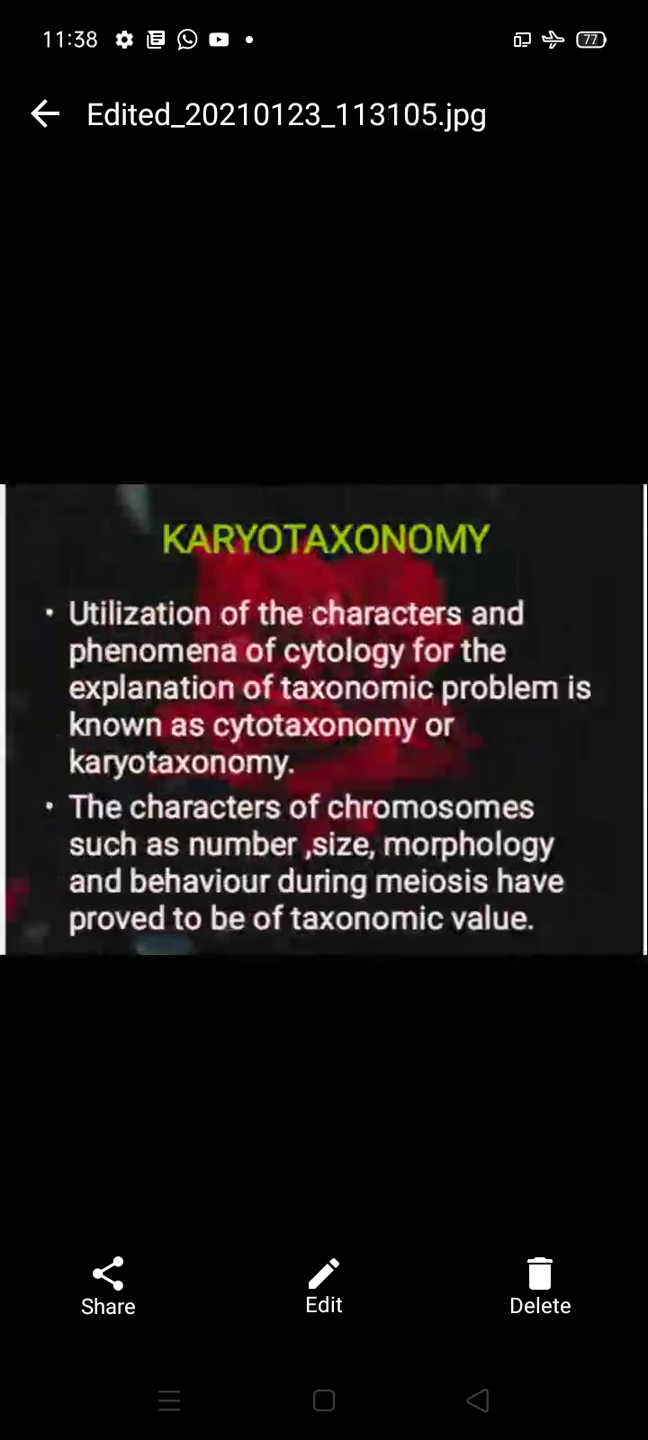 11:38
77
Edited_20210123_113105.jpg
KARYOTAXONOMY
• Utilization of the characters and
phenomena of cytology for the
explanation of taxonomic problem is
known as cytotaxonomy or
karyotaxonomy.
• The characters of chromosomes
such as number ,size, morphology
and behaviour during meiosis have
proved to be of taxonomic value.
Share
Edit
Delete